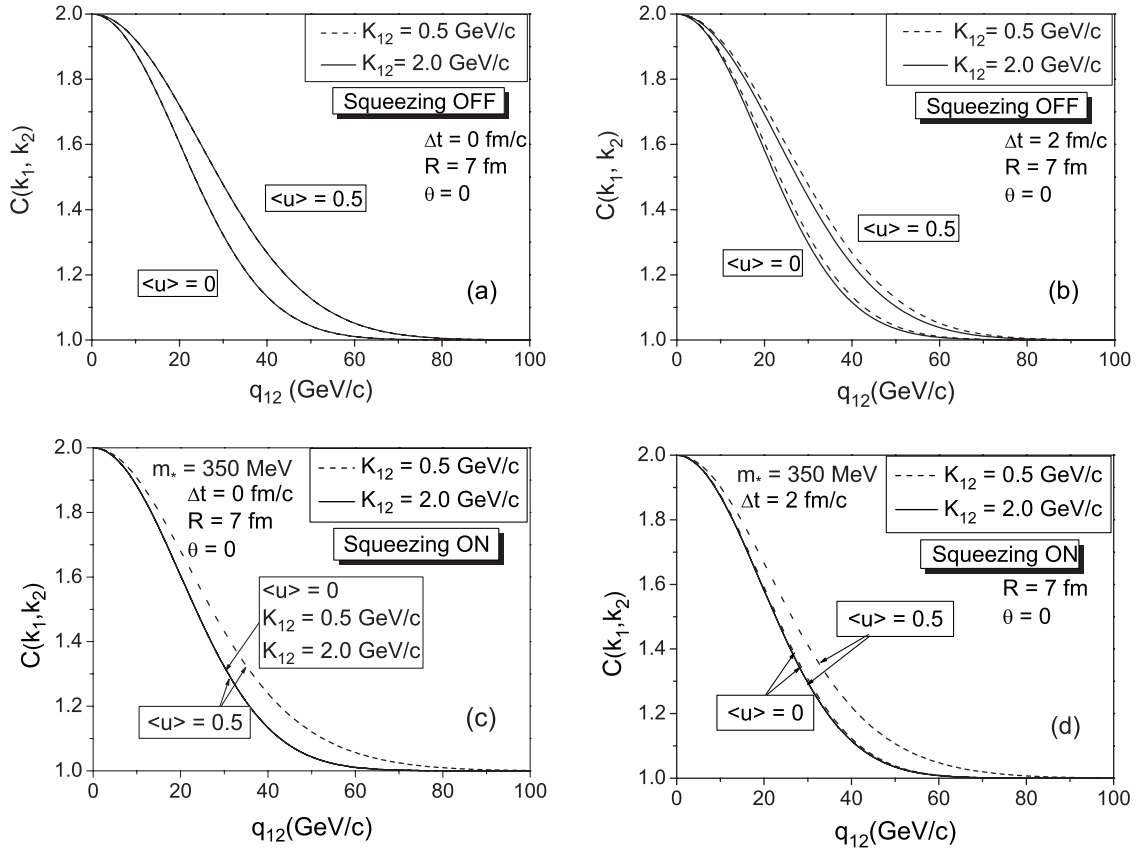 2.0
1.8
1.6
1.4
1.2
1.0
C(k1, k2)
K12 = 0.5 GeV/c
K12= 2.0 GeV/c
Squeezing OFF
Δt = 0 fm/c
R = 7 fm
θ = 0
<u> = 0.5
<u> = 0
(a)
0 20 40 60 80 100
q12 (GeV/c)
2.0
1.8
1.6
1.4
1.2
1.0
C(k1, k2)
K12 = 0.5 GeV/c
K12= 2.0 GeV/c
Squeezing OFF
Δt = 2 fm/c
R = 7 fm
θ = 0
<u> = 0.5
<u> = 0
(b)
0 20 40 60 80 100
q12(GeV/c)
2.0
1.8
1.6
1.4
1.2
1.0
C(k1,k2)
m* = 350 MeV
Δt = 0 fm/c
R = 7 fm
θ = 0
K12 = 0.5 GeV/c
K12 = 2.0 GeV/c
Squeezing ON
<u> = 0
K12 = 0.5 GeV/c
K12 = 2.0 GeV/c
<u> = 0.5
(c)
0 20 40 60 80 100
q12(GeV/c)
2.0
1.8
1.6
1.4
1.2
1.0
C(k1,k2)
m* = 350 MeV
Δt = 2 fm/c
K12 = 0.5 GeV/c
K12 = 2.0 GeV/c
Squeezing ON
R = 7 fm
θ = 0
<u> = 0.5
<u> = 0
(d)
0 20 40 60 80 100
q12(GeV/c)